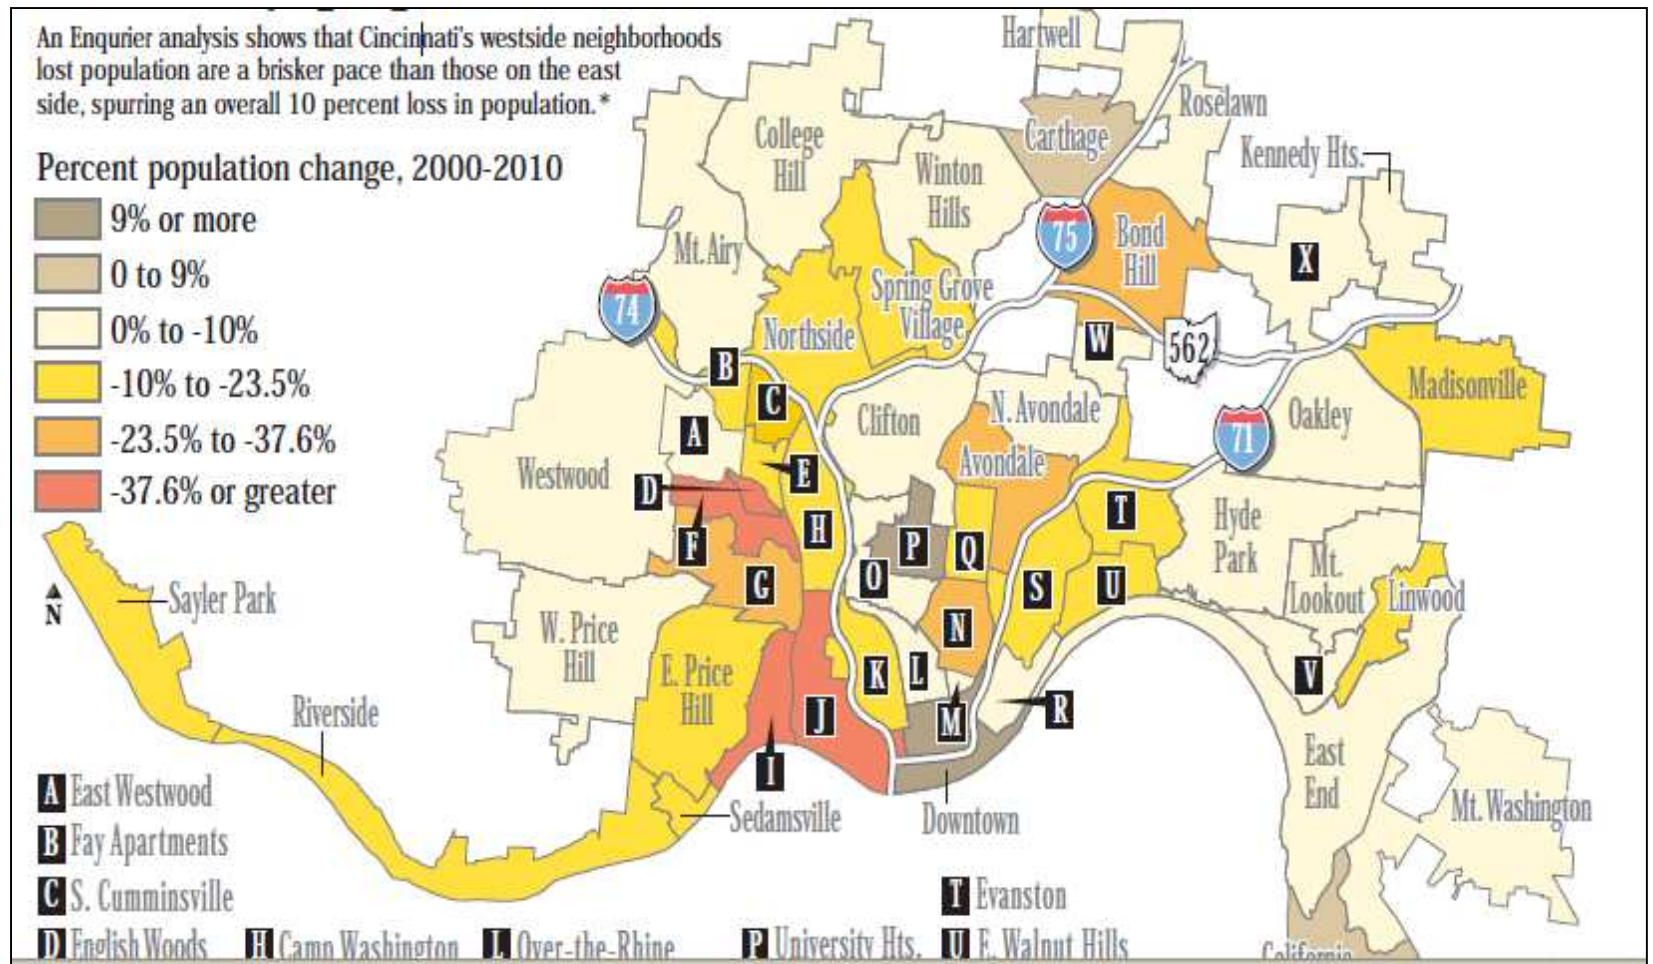 An Enqurier analysis shows that Cincinnati's westside neighborhoods
lost population are a brisker pace than those on the east
side, spurring an overall 10 percent loss in population.*
Percent population change, 2000-2010
9% or more
0 to 9%
0% to -10%
-10% to -23.5%
-23.5% to -37.6%
-37.6% or greater
Hartwell
Roselawn
Carthage
College
Hill
Winton
Hills
Kennedy Hts.
75
Bond
Hill
X
Mt. Airy
74
Spring Grove
Village
Northside
W
562
B
C
A
Clifton
N. Avondale
71
Oakley
Madisonville
Westwood
Avondale
D
E
F
H
P
Q
T
Hyde
Park
G
O
S
U
Mt.
Lookout
Linwood
N
Sayler Park
N
W. Price
Hill
E. Price
Hill
K
L
V
J
M
R
I
Riverside
Sedamsville
Downtown
East
End
Mt. Washington
California
A East Westwood
B Fay Apartments
C S. Cumminsville
D English Woods
H Camp Washington
L Over-the-Rhine
P University Hts.
T Evanston
U E. Walnut Hills